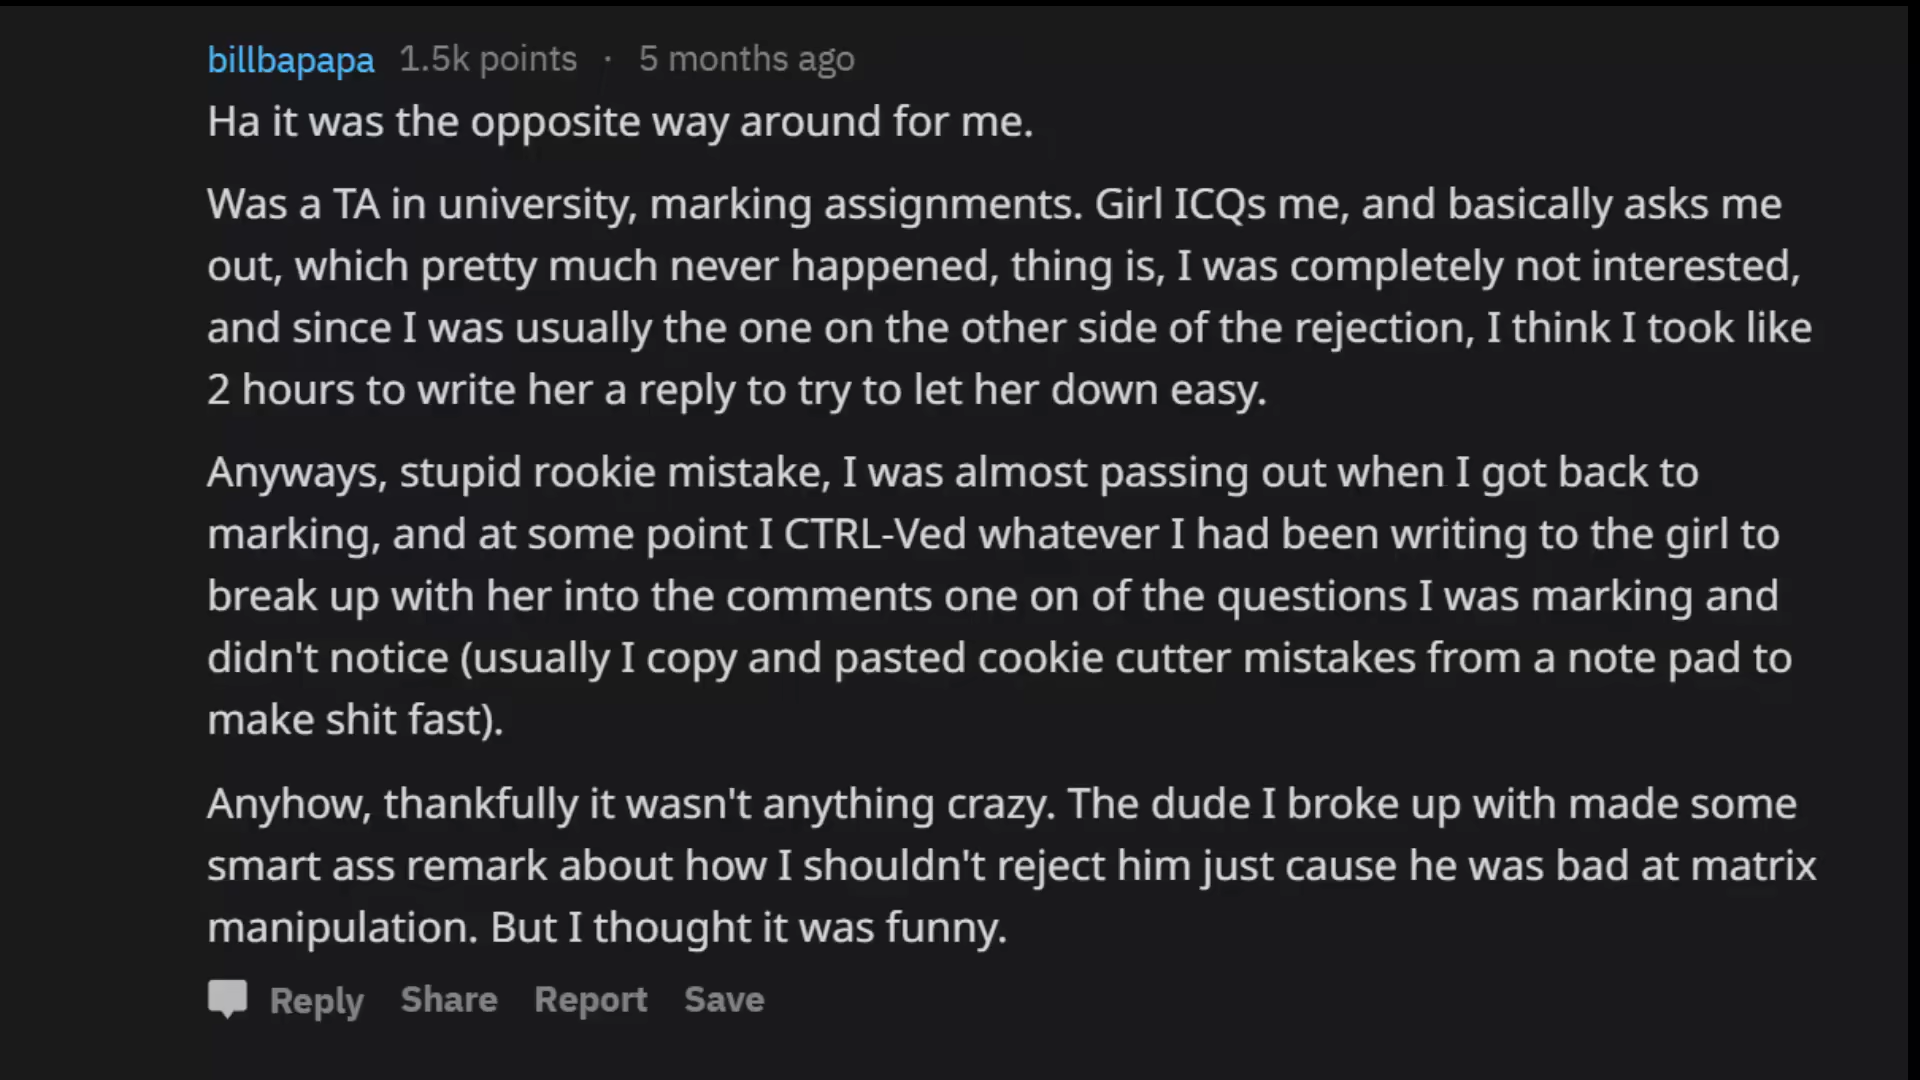 billbapapa 1.5k points · 5 months ago
Ha it was the opposite way around for me.
Was a TA in university, marking assignments. Girl ICQs me, and basically asks me
out, which pretty much never happened, thing is, I was completely not interested,
and since I was usually the one on the other side of the rejection, I think I took like
2 hours to write her a reply to try to let her down easy.
Anyways, stupid rookie mistake, I was almost passing out when I got back to
marking, and at some point I CTRL-Ved whatever I had been writing to the girl to
break up with her into the comments one on of the questions I was marking and
didn't notice (usually I copy and pasted cookie cutter mistakes from a note pad to
make shit fast).
Anyhow, thankfully it wasn't anything crazy. The dude I broke up with made some
smart ass remark about how I shouldn't reject him just cause he was bad at matrix
manipulation. But I thought it was funny.
Reply Share Report Save